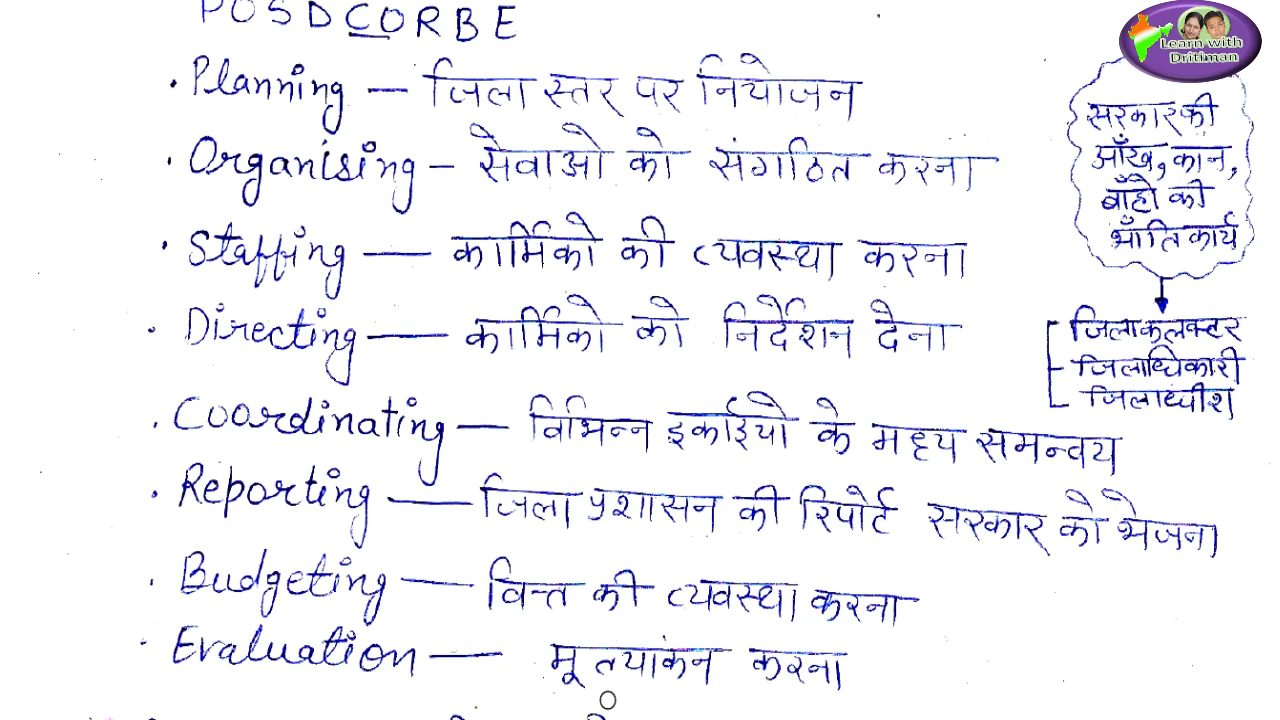 POSDCORBE
• Planning — जिला स्तर पर नियोजन
• Organising – सेवाओ को संगठित करना
• Staffing — कार्मिको की व्यवस्था करना
• Directing — कार्मिको को निर्देशन देना
• Coordinating — विभिन्न इकाईयो के मध्य समन्वय
• Reporting — जिला प्रशासन की रिपोर्ट सरकार को भेजना
• Budgeting — वित्त की व्यवस्था करना
• Evaluation — मूल्यांकन करना
Learn with
Dritiman
सरकार की
आँख, कान,
बाँहो की
भाँति कार्य
जिलाकलक्टर
जिलाधिकारी
जिलाधीश